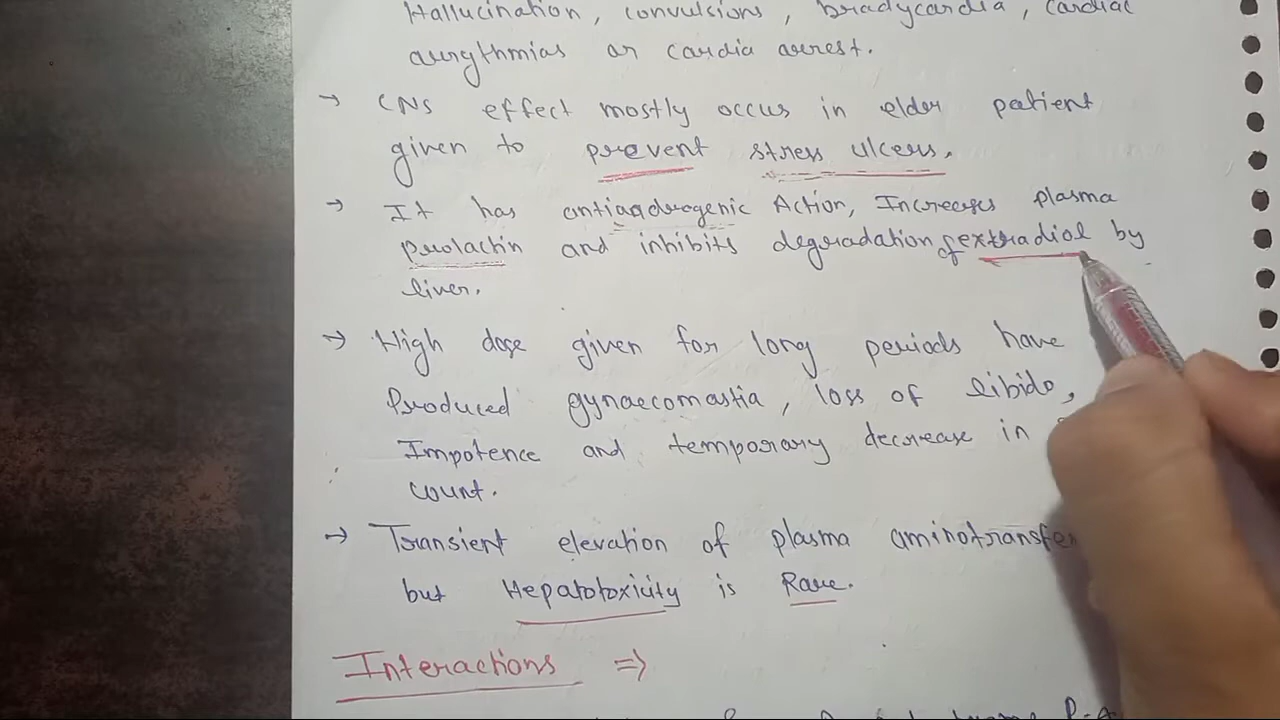 Hallucination, convulsions, bradycardia, cardiac
arrythmias or cardia arrest.
→ CNS effect mostly occus in elder patient
given to prevent stress ulcers.
→ It has antiandrogenic Action, Increases plasma
Prolactin and inhibits degradation of extradiol by
liver.
→ High dose given for long periods have
Produced gynaecomastia, loss of libido,
Impotence and temporary decrease in
count.
→ Transient elevation of plasma aminotransfe
but Hepatotoxicity is Rare.
Interactions ⇒